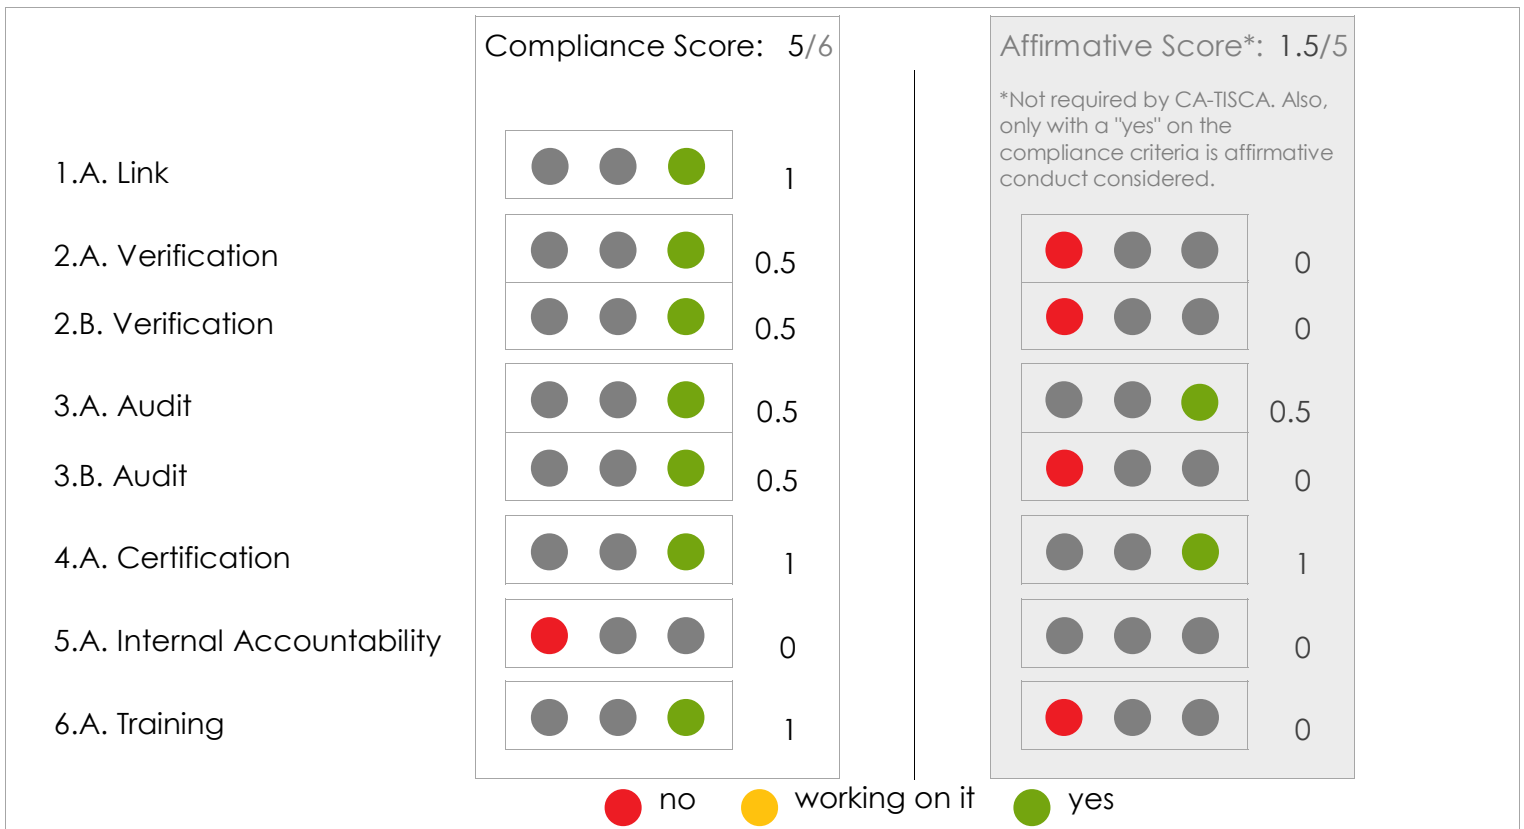 Compliance Score: 5/6
Affirmative Score*: 1.5/5
*Not required by CA-TISCA. Also,
only with a "yes" on the
compliance criteria is affirmative
conduct considered.
1.A. Link 1
2.A. Verification 0.5 0
2.B. Verification 0.5 0
3.A. Audit 0.5 0.5
3.B. Audit 0.5 0
4.A. Certification 1 1
5.A. Internal Accountability 0 0
6.A. Training 1 0
no working on it yes